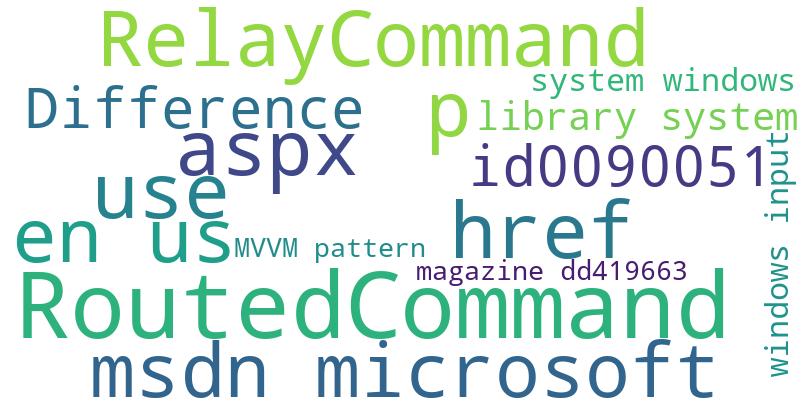 RelayCommand
system windows
Difference
p
library system
aspx
id0090051
use
href
en us
MVVM pattern
magazine dd419663
windows input
RoutedCommand
msdn microsoft